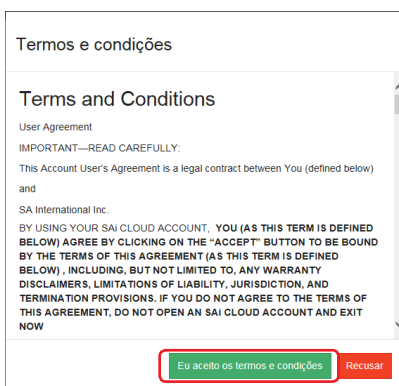 Termos e condições
Terms and Conditions
User Agreement
IMPORTANT—READ CAREFULLY:
This Account User's Agreement is a legal contract between You (defined below)
and
SA International Inc.
BY USING YOUR SAi CLOUD ACCOUNT, YOU (AS THIS TERM IS DEFINED
BELOW) AGREE BY CLICKING ON THE “ACCEPT” BUTTON TO BE BOUND
BY THE TERMS OF THIS AGREEMENT (AS THIS TERM IS DEFINED
BELOW) , INCLUDING, BUT NOT LIMITED TO, ANY WARRANTY
DISCLAIMERS, LIMITATIONS OF LIABILITY, JURISDICTION, AND
TERMINATION PROVISIONS. IF YOU DO NOT AGREE TO THE TERMS OF
THIS AGREEMENT, DO NOT OPEN AN SAi CLOUD ACCOUNT AND EXIT
NOW
Eu aceito os termos e condições Recusar